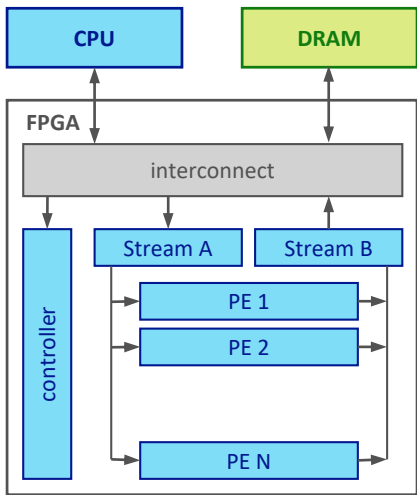 CPU
DRAM
FPGA
interconnect
Stream A
Stream B
controller
PE 1
PE 2
PE N